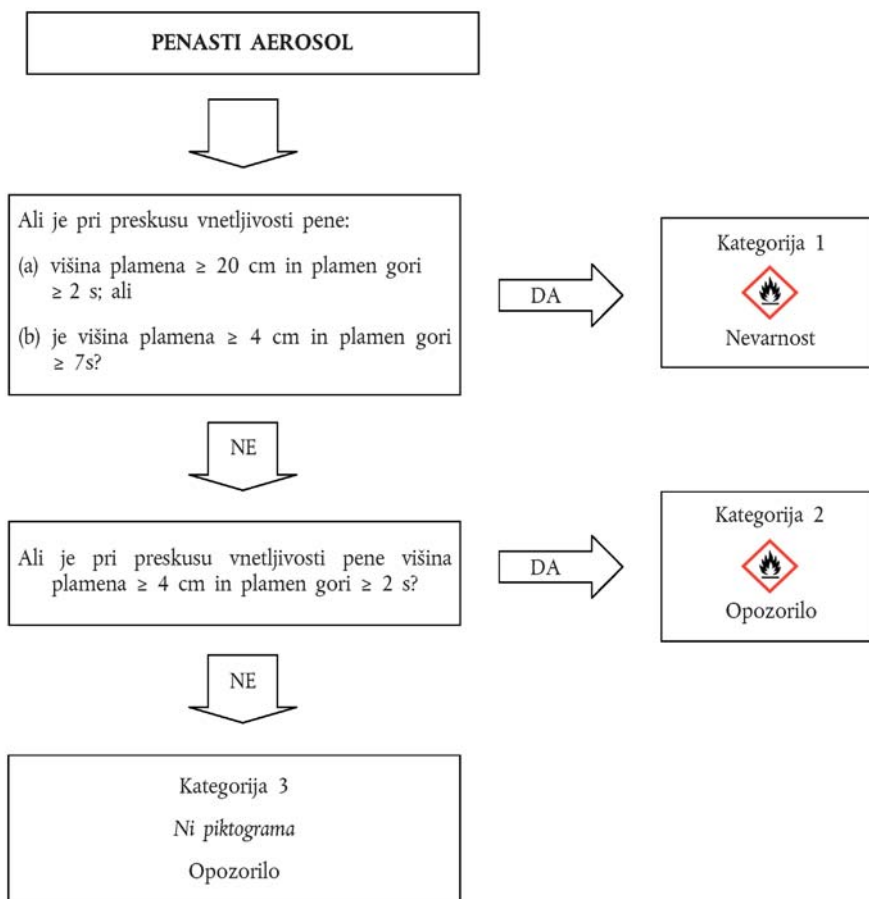 PENASTI AEROSOL
Ali je pri preskusu vnetljivosti pene:
(a) višina plamena ≥ 20 cm in plamen gori
≥ 2 s; ali
(b) je višina plamena ≥ 4 cm in plamen gori
≥ 7s?
DA
Kategorija 1
Nevarnost
NE
Ali je pri preskusu vnetljivosti pene višina
plamena ≥ 4 cm in plamen gori ≥ 2 s?
DA
Kategorija 2
Opozorilo
NE
Kategorija 3
Ni piktograma
Opozorilo